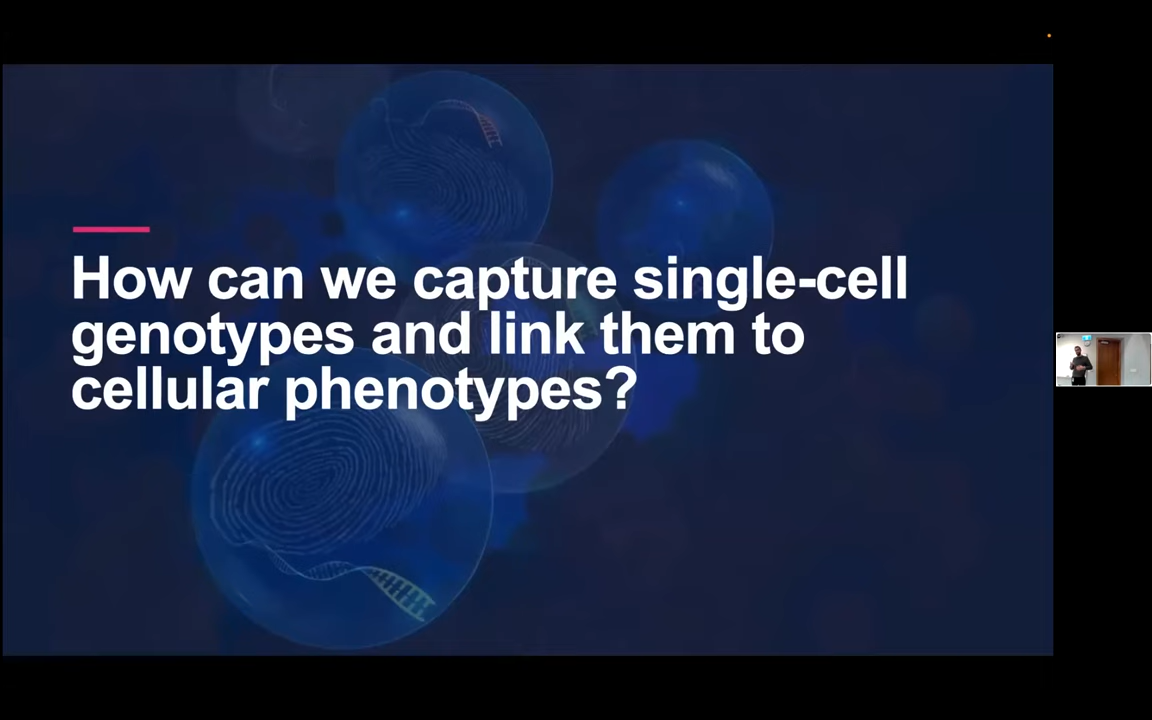 How can we capture single-cell
genotypes and link them to
cellular phenotypes?